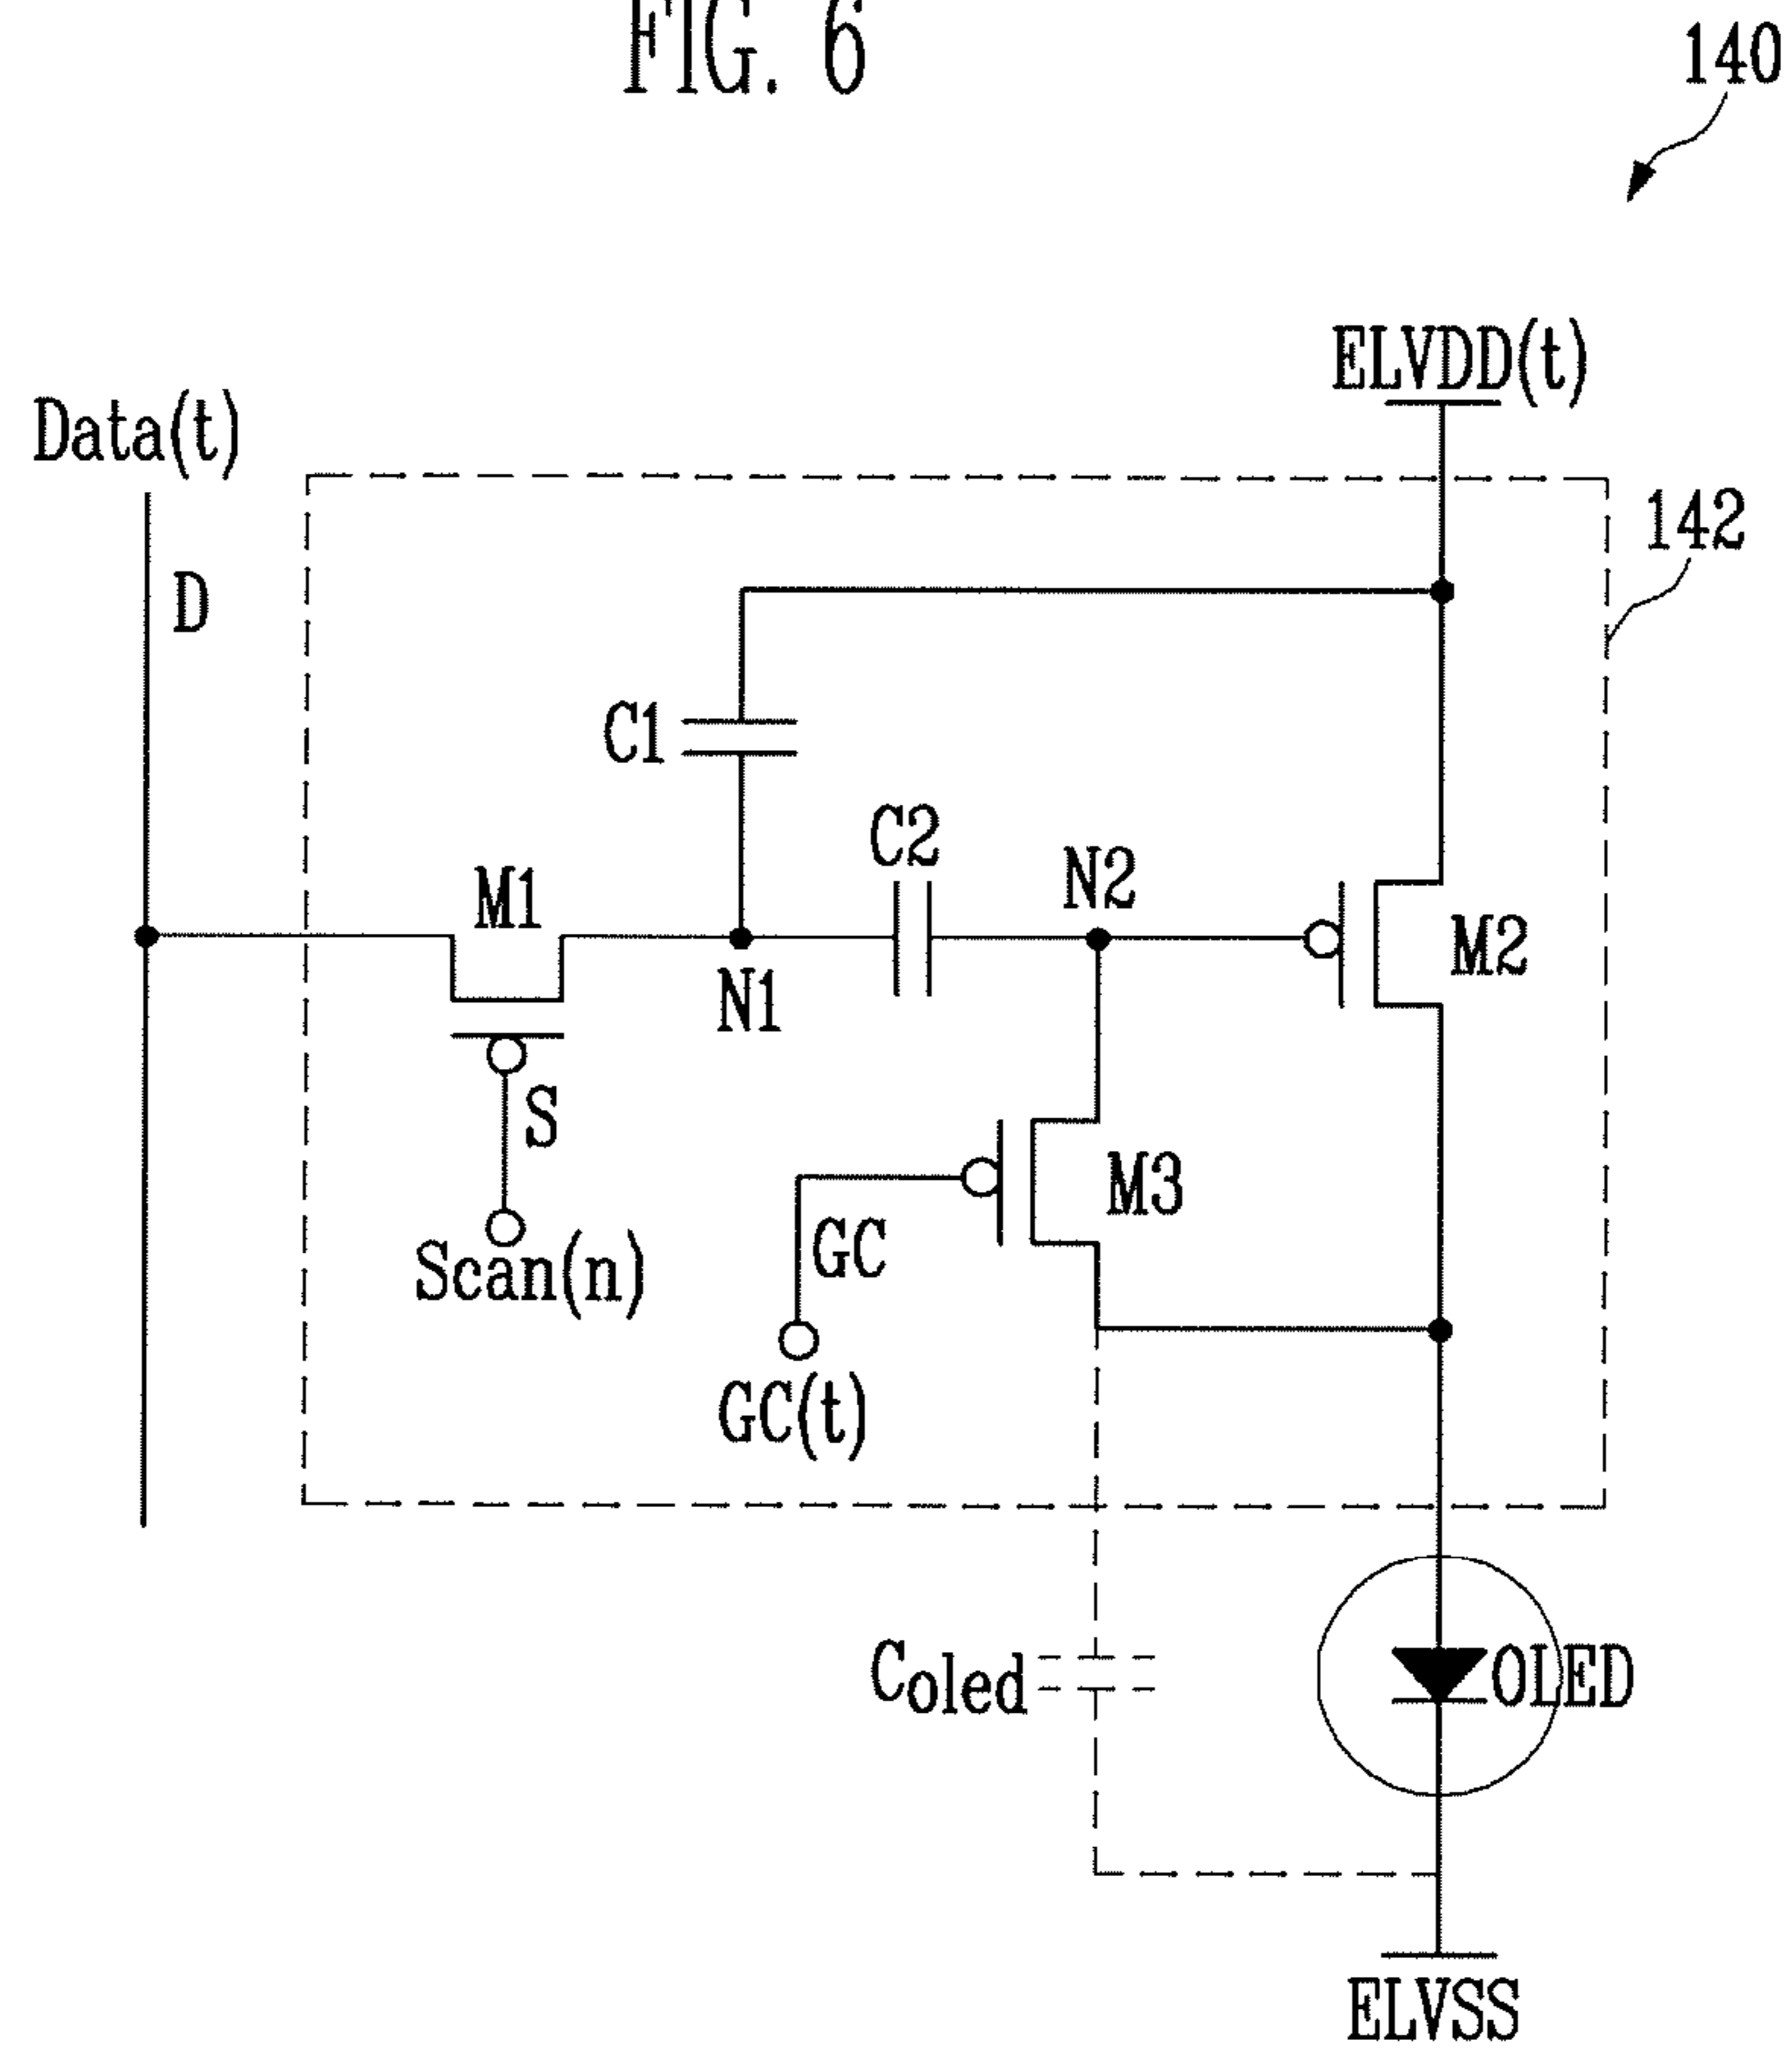 FIG. 6
140
ELVDD(t)
Data(t)
142
D
C1
C2
N2
M1
M2
N1
S
M3
GC
Scan(n)
GC(t)
Coled
OLED
ELVSS